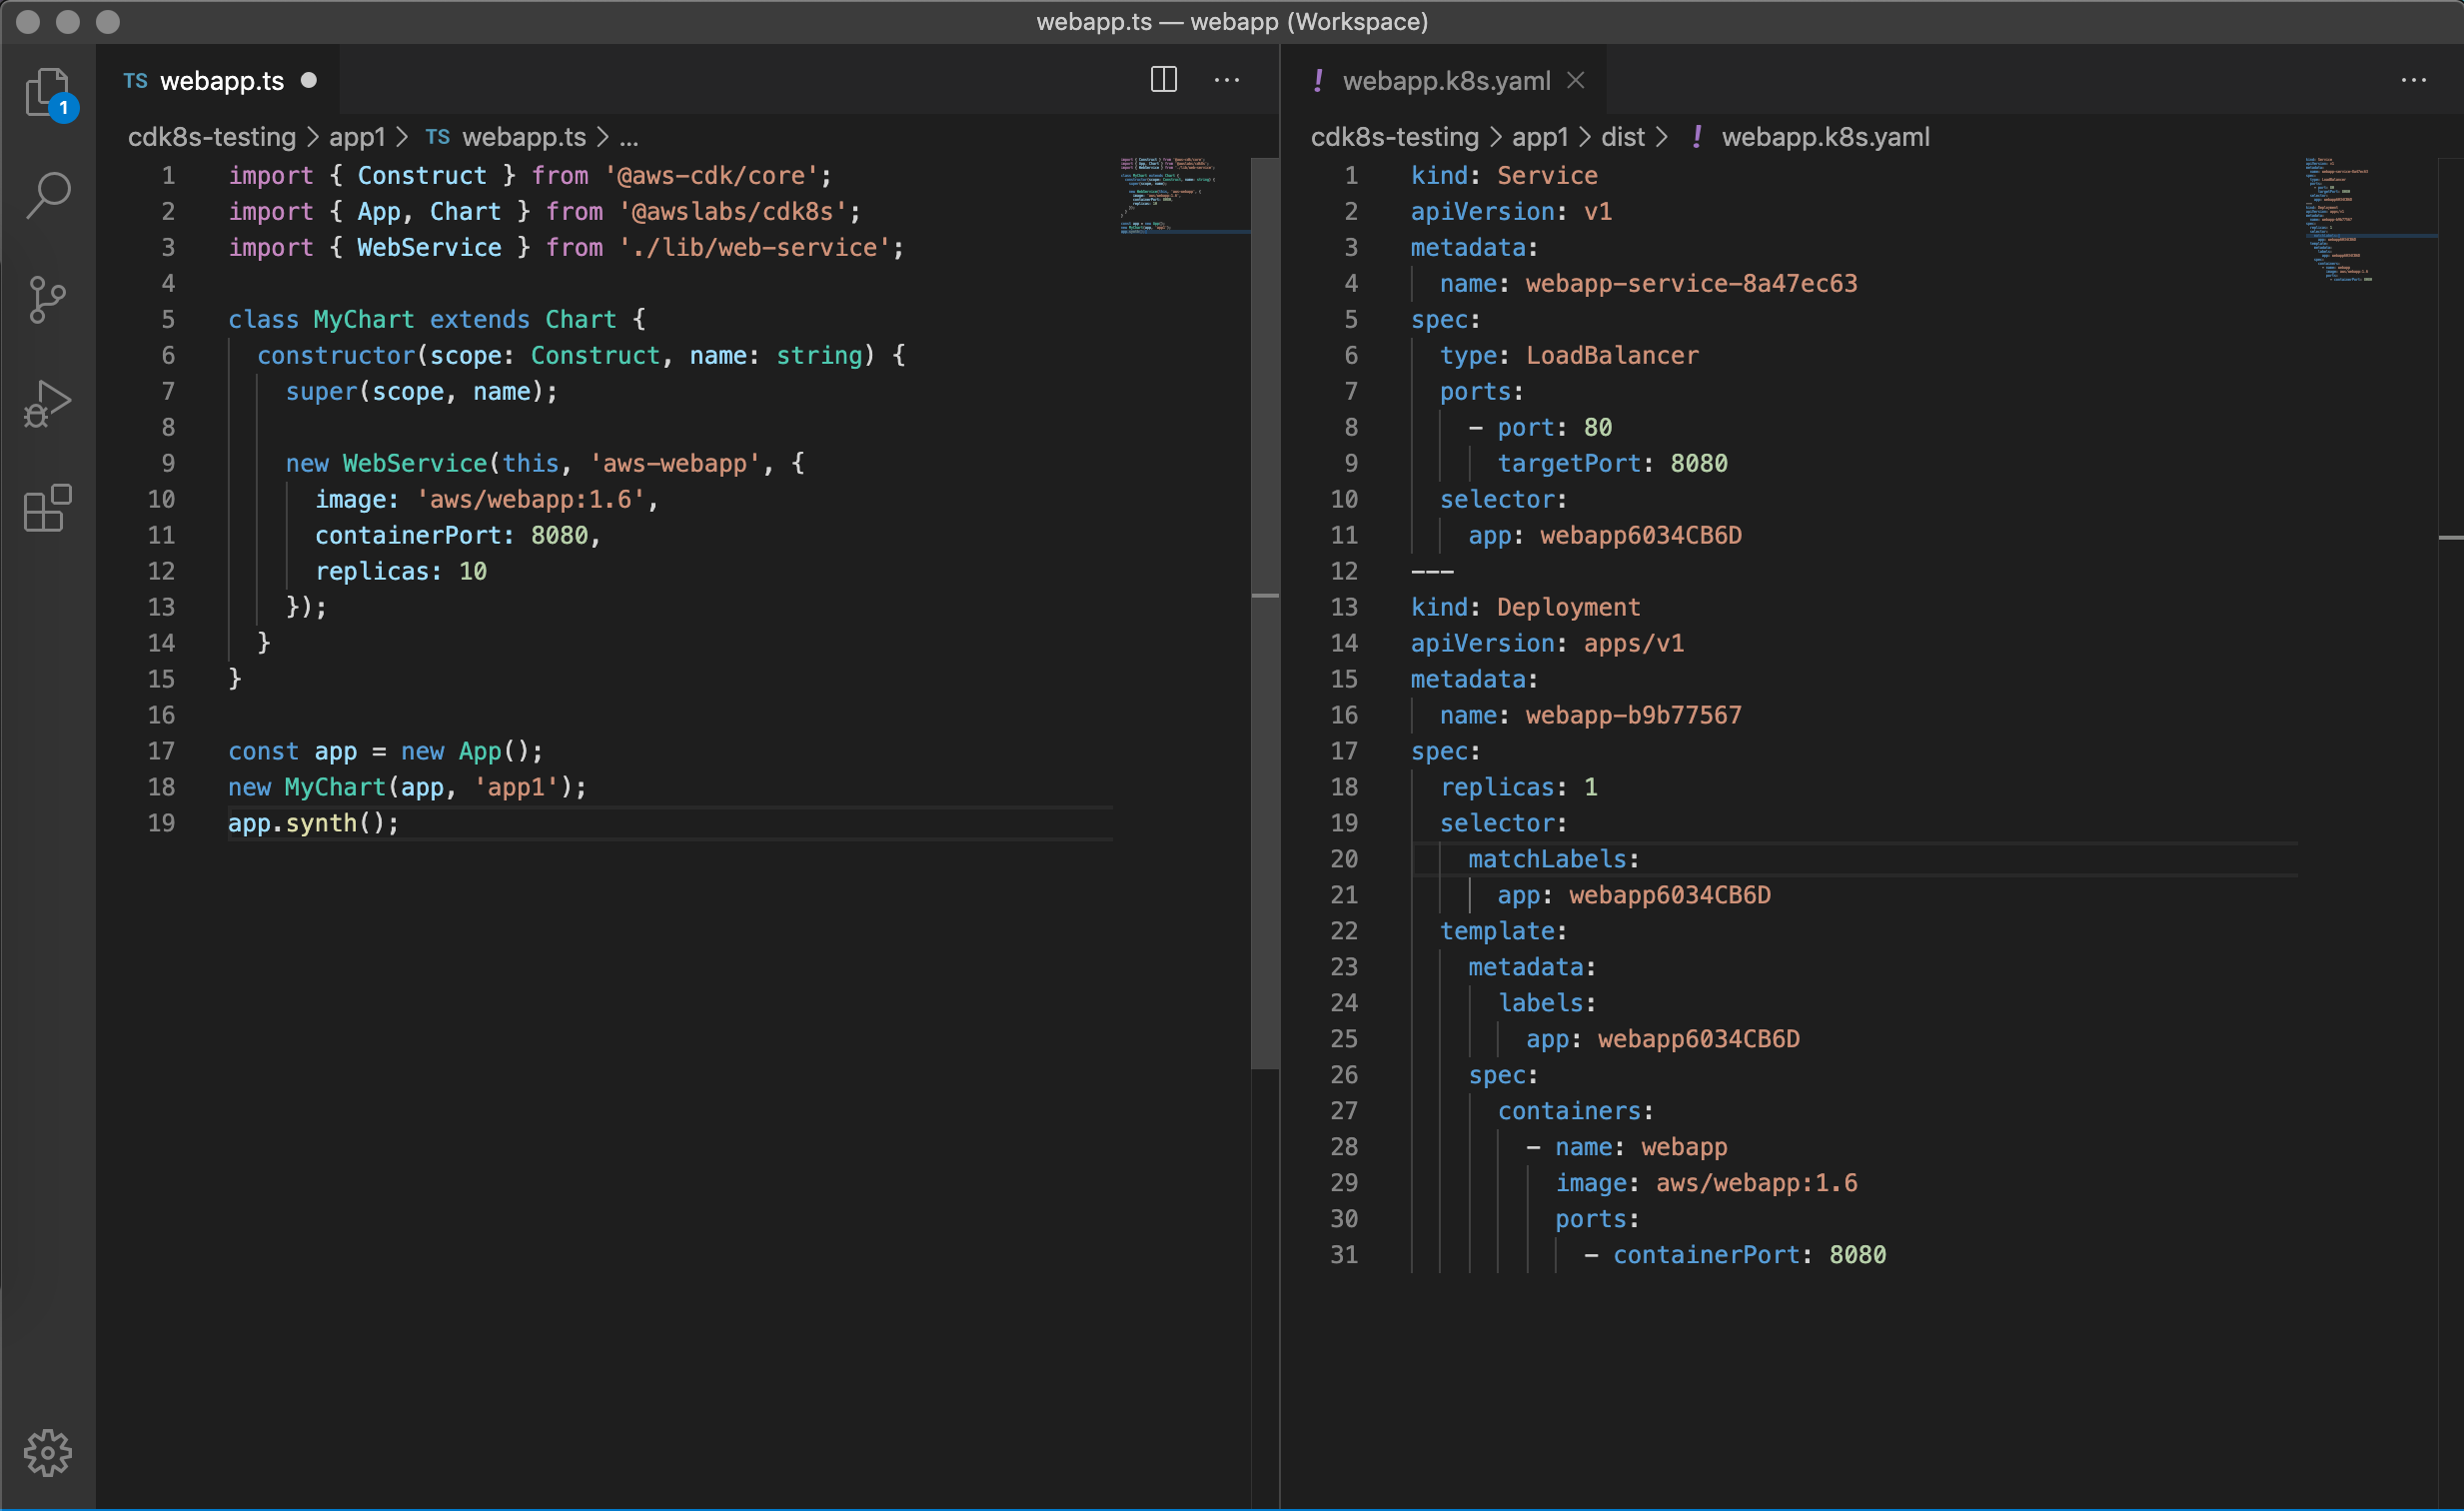 webapp.ts — webapp (Workspace)
TS webapp.ts
1
cdk8s-testing > app1 > TS webapp.ts > ...
1 import { Construct } from '@aws-cdk/core';
2 import { App, Chart } from '@awslabs/cdk8s';
3 import { WebService } from './lib/web-service';
4
5 class MyChart extends Chart {
6   constructor(scope: Construct, name: string) {
7     super(scope, name);
8
9     new WebService(this, 'aws-webapp', {
10       image: 'aws/webapp:1.6',
11       containerPort: 8080,
12       replicas: 10
13     });
14   }
15 }
16
17 const app = new App();
18 new MyChart(app, 'app1');
19 app.synth();
! webapp.k8s.yaml
cdk8s-testing > app1 > dist > ! webapp.k8s.yaml
1 kind: Service
2 apiVersion: v1
3 metadata:
4   name: webapp-service-8a47ec63
5 spec:
6   type: LoadBalancer
7   ports:
8     - port: 80
9       targetPort: 8080
10   selector:
11     app: webapp6034CB6D
12 ---
13 kind: Deployment
14 apiVersion: apps/v1
15 metadata:
16   name: webapp-b9b77567
17 spec:
18   replicas: 1
19   selector:
20     matchLabels:
21       app: webapp6034CB6D
22   template:
23     metadata:
24       labels:
25         app: webapp6034CB6D
26     spec:
27       containers:
28         - name: webapp
29           image: aws/webapp:1.6
30           ports:
31             - containerPort: 8080